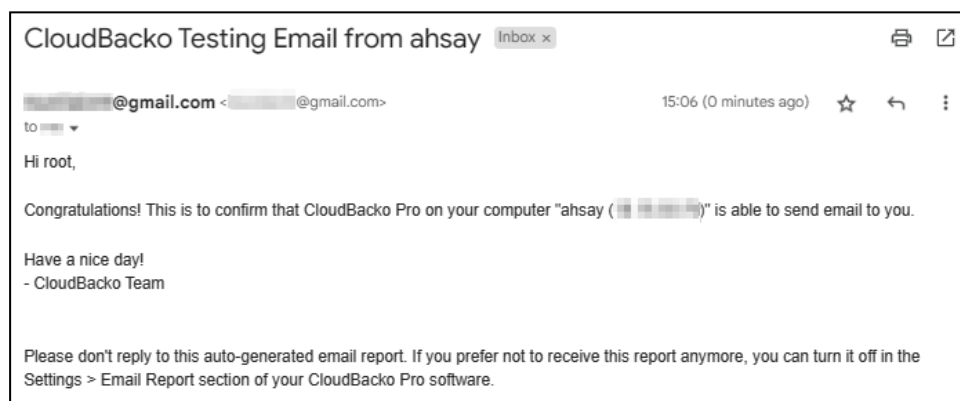 CloudBacko Testing Email from ahsay Inbox ×
@gmail.com < @gmail.com> 15:06 (0 minutes ago)
to
Hi root,
Congratulations! This is to confirm that CloudBacko Pro on your computer "ahsay ( )" is able to send email to you.
Have a nice day!
- CloudBacko Team
Please don't reply to this auto-generated email report. If you prefer not to receive this report anymore, you can turn it off in the
Settings > Email Report section of your CloudBacko Pro software.